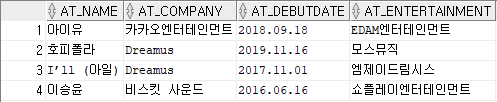 AT_NAME AT_COMPANY AT_DEBUTDATE AT_ENTERTAINMENT
1 아이유 카카오엔터테인먼트 2018.09.18 EDAM엔터테인먼트
2 호피폴라 Dreamus 2019.11.16 모스뮤직
3 I'll (아일) Dreamus 2017.11.01 엠제이드림시스
4 이승윤 비스킷 사운드 2016.06.16 쇼플레이엔터테인먼트